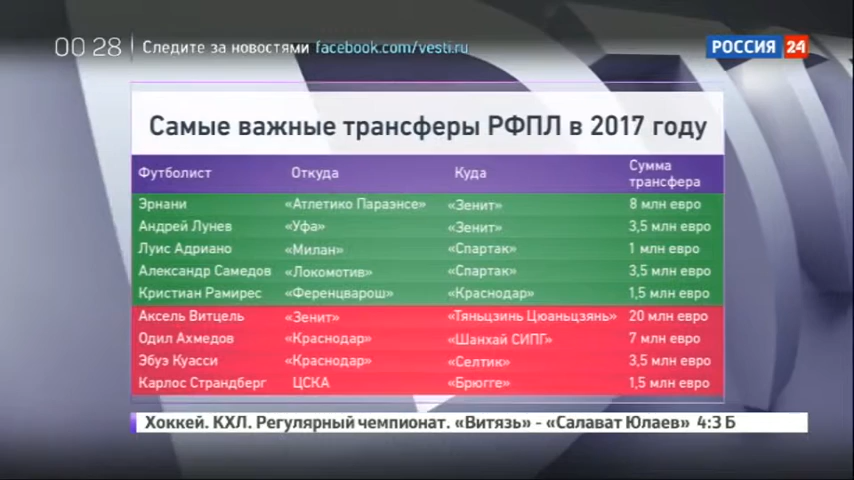 00 28 Следите за новостями facebook.com/vesti.ru РОССИЯ 24
Самые важные трансферы РФПЛ в 2017 году
Футболист Откуда Куда Сумма трансфера
Эрнани «Атлетико Параэнсе» «Зенит» 8 млн евро
Андрей Лунев «Уфа» «Зенит» 3,5 млн евро
Луис Адриано «Милан» «Спартак» 1 млн евро
Александр Самедов «Локомотив» «Спартак» 3,5 млн евро
Кристиан Рамирес «Ференцварош» «Краснодар» 1,5 млн евро
Аксель Витцель «Зенит» «Тяньцзинь Цюаньцзянь» 20 млн евро
Одил Ахмедов «Краснодар» «Шанхай СИПГ» 7 млн евро
Эбуэ Куасси «Краснодар» «Селтик» 3,5 млн евро
Карлос Страндберг ЦСКА «Брюгге» 1,5 млн евро
Хоккей. КХЛ. Регулярный чемпионат. «Витязь» - «Салават Юлаев» 4:3 Б